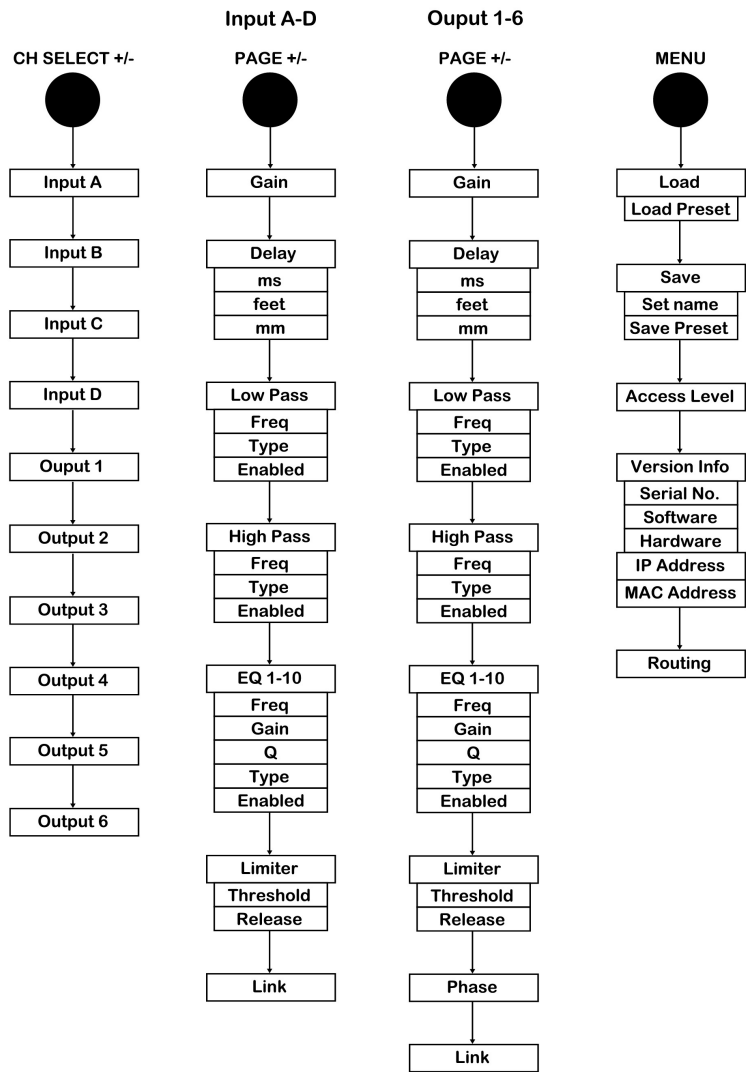 Input A-D
Ouput 1-6
CH SELECT +/-
Input A
Input B
Input C
Input D
Ouput 1
Output 2
Output 3
Output 4
Output 5
Output 6
PAGE +/-
Gain
Delay
ms
feet
mm
Low Pass
Freq
Type
Enabled
High Pass
Freq
Type
Enabled
EQ 1-10
Freq
Gain
Q
Type
Enabled
Limiter
Threshold
Release
Link
PAGE +/-
Gain
Delay
ms
feet
mm
Low Pass
Freq
Type
Enabled
High Pass
Freq
Type
Enabled
EQ 1-10
Freq
Gain
Q
Type
Enabled
Limiter
Threshold
Release
Phase
Link
MENU
Load
Load Preset
Save
Set name
Save Preset
Access Level
Version Info
Serial No.
Software
Hardware
IP Address
MAC Address
Routing